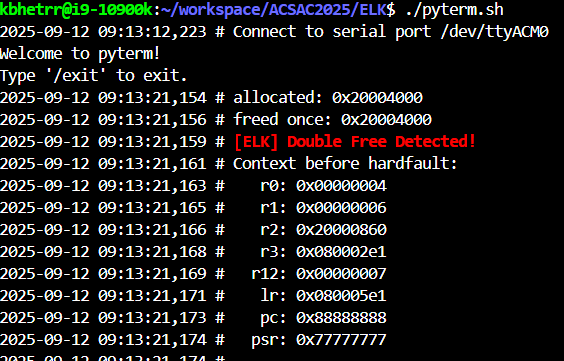 kbhetrr@i9-10900k:~/workspace/ACSAC2025/ELK$ ./pyterm.sh
2025-09-12 09:13:12,223 # Connect to serial port /dev/ttyACM0
Welcome to pyterm!
Type '/exit' to exit.
2025-09-12 09:13:21,154 # allocated: 0x20004000
2025-09-12 09:13:21,156 # freed once: 0x20004000
2025-09-12 09:13:21,159 # [ELK] Double Free Detected!
2025-09-12 09:13:21,161 # Context before hardfault:
2025-09-12 09:13:21,163 #    r0: 0x00000004
2025-09-12 09:13:21,165 #    r1: 0x00000006
2025-09-12 09:13:21,166 #    r2: 0x20000860
2025-09-12 09:13:21,168 #    r3: 0x080002e1
2025-09-12 09:13:21,169 #   r12: 0x00000007
2025-09-12 09:13:21,171 #    lr: 0x080005e1
2025-09-12 09:13:21,173 #    pc: 0x88888888
2025-09-12 09:13:21,174 #   psr: 0x77777777
2025-09-12 09:13:21,174 #